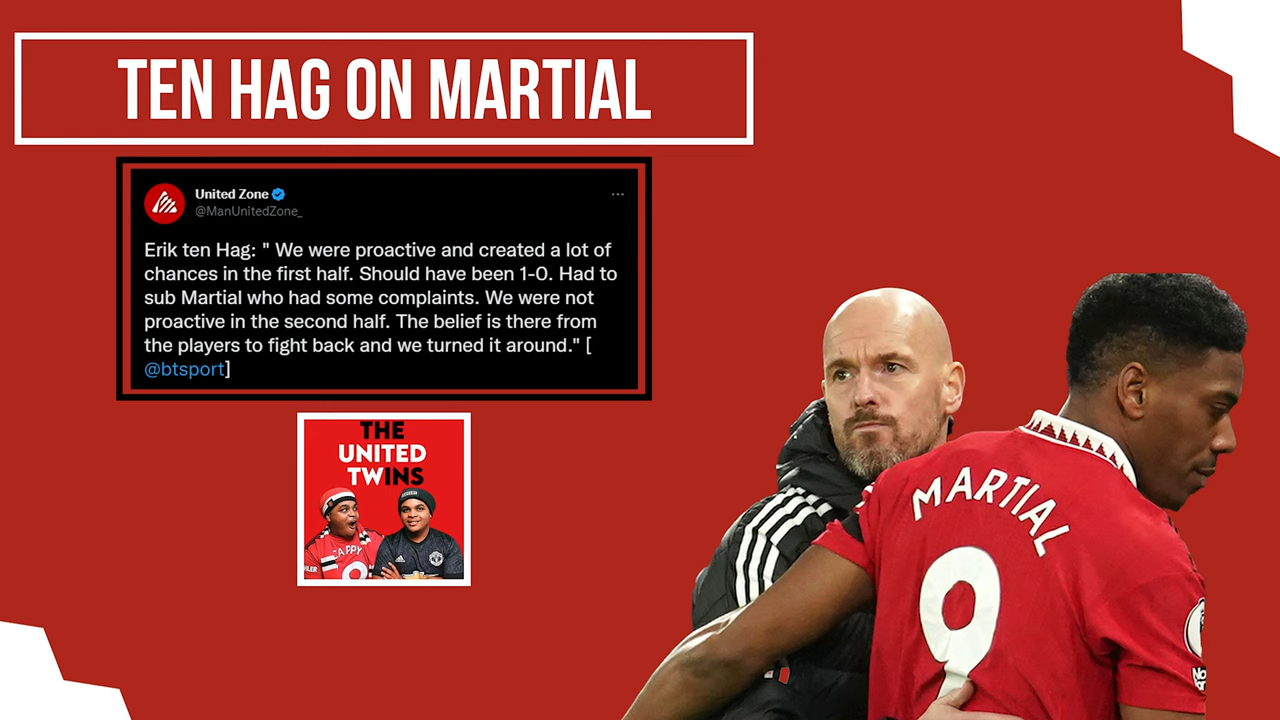 TEN HAG ON MARTIAL
United Zone
@ManUnitedZone_
Erik ten Hag: " We were proactive and created a lot of
chances in the first half. Should have been 1-0. Had to
sub Martial who had some complaints. We were not
proactive in the second half. The belief is there from
the players to fight back and we turned it around." [
@btsport]
THE
UNITED
TWINS
MARTIAL
9